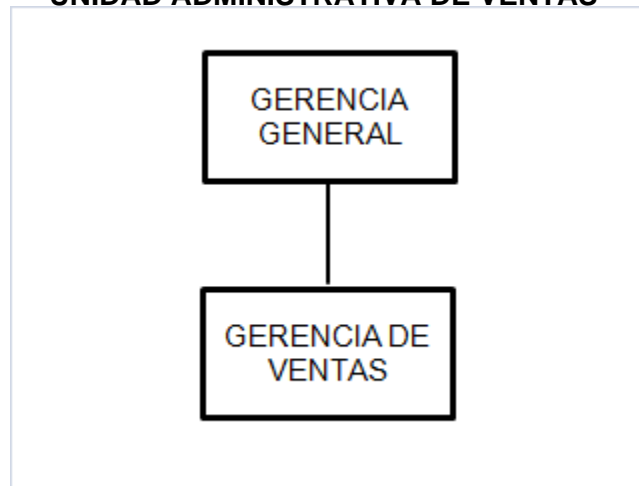 UNIDAD ADMINISTRATIVA DE VENTAS
GERENCIA
GENERAL
GERENCIA DE
VENTAS